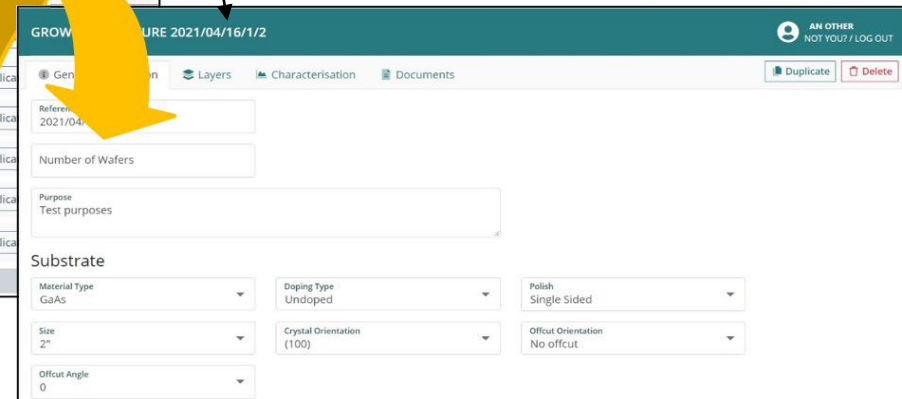 GROW URE 2021/04/16/1/2
AN OTHER
NOT YOU? / LOG OUT
Gen on Layers Characterisation Documents
Duplicate Delete
Referen
2021/04/
Number of Wafers
Purpose
Test purposes
Substrate
Material Type Doping Type Polish
GaAs Undoped Single Sided
Size Crystal Orientation Offcut Orientation
2" (100) No offcut
Offcut Angle
0